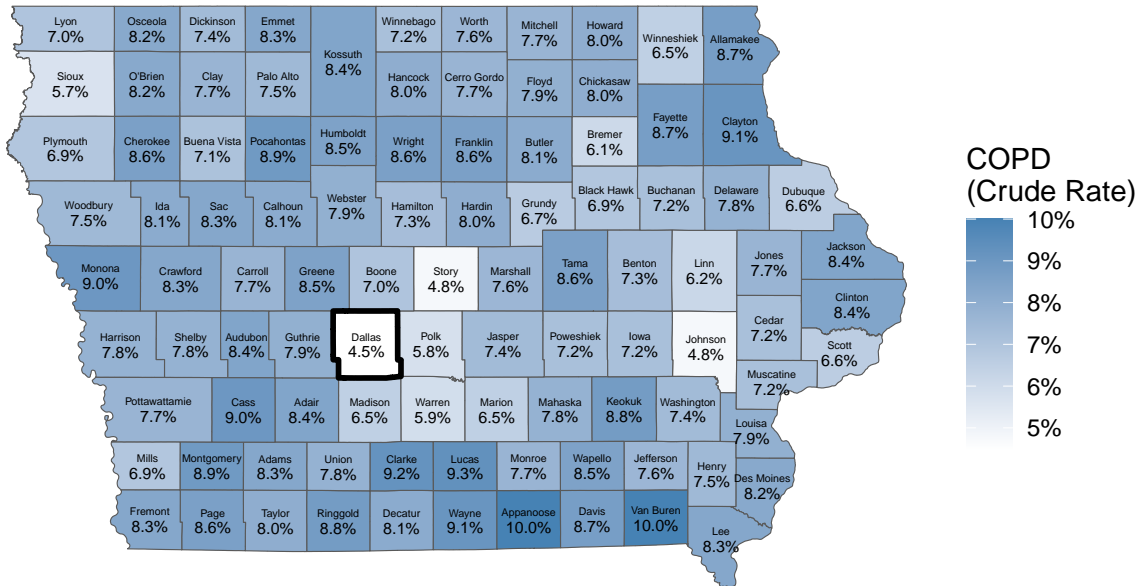 Lyon
7.0%
Osceola
8.2%
Dickinson
7.4%
Emmet
8.3%
Kossuth
8.4%
Winnebago
7.2%
Worth
7.6%
Mitchell
7.7%
Howard
8.0%
Winneshiek
6.5%
Allamakee
8.7%
Sioux
5.7%
O'Brien
8.2%
Clay
7.7%
Palo Alto
7.5%
Hancock
8.0%
Cerro Gordo
7.7%
Floyd
7.9%
Chickasaw
8.0%
Fayette
8.7%
Clayton
9.1%
Plymouth
6.9%
Cherokee
8.6%
Buena Vista
7.1%
Pocahontas
8.9%
Humboldt
8.5%
Wright
8.6%
Franklin
8.6%
Butler
8.1%
Bremer
6.1%
Woodbury
7.5%
Ida
8.1%
Sac
8.3%
Calhoun
8.1%
Webster
7.9%
Hamilton
7.3%
Hardin
8.0%
Grundy
6.7%
Black Hawk
6.9%
Buchanan
7.2%
Delaware
7.8%
Dubuque
6.6%
Monona
9.0%
Crawford
8.3%
Carroll
7.7%
Greene
8.5%
Boone
7.0%
Story
4.8%
Marshall
7.6%
Tama
8.6%
Benton
7.3%
Linn
6.2%
Jones
7.7%
Jackson
8.4%
Clinton
8.4%
Harrison
7.8%
Shelby
7.8%
Audubon
8.4%
Guthrie
7.9%
Dallas
4.5%
Polk
5.8%
Jasper
7.4%
Poweshiek
7.2%
Iowa
7.2%
Johnson
4.8%
Cedar
7.2%
Scott
6.6%
Muscatine
7.2%
Pottawattamie
7.7%
Cass
9.0%
Adair
8.4%
Madison
6.5%
Warren
5.9%
Marion
6.5%
Mahaska
7.8%
Keokuk
8.8%
Washington
7.4%
Louisa
7.9%
Mills
6.9%
Montgomery
8.9%
Adams
8.3%
Union
7.8%
Clarke
9.2%
Lucas
9.3%
Monroe
7.7%
Wapello
8.5%
Jefferson
7.6%
Henry
7.5%
Des Moines
8.2%
Fremont
8.3%
Page
8.6%
Taylor
8.0%
Ringgold
8.8%
Decatur
8.1%
Wayne
9.1%
Appanoose
10.0%
Davis
8.7%
Van Buren
10.0%
Lee
8.3%
COPD
(Crude Rate)
10%
9%
8%
7%
6%
5%